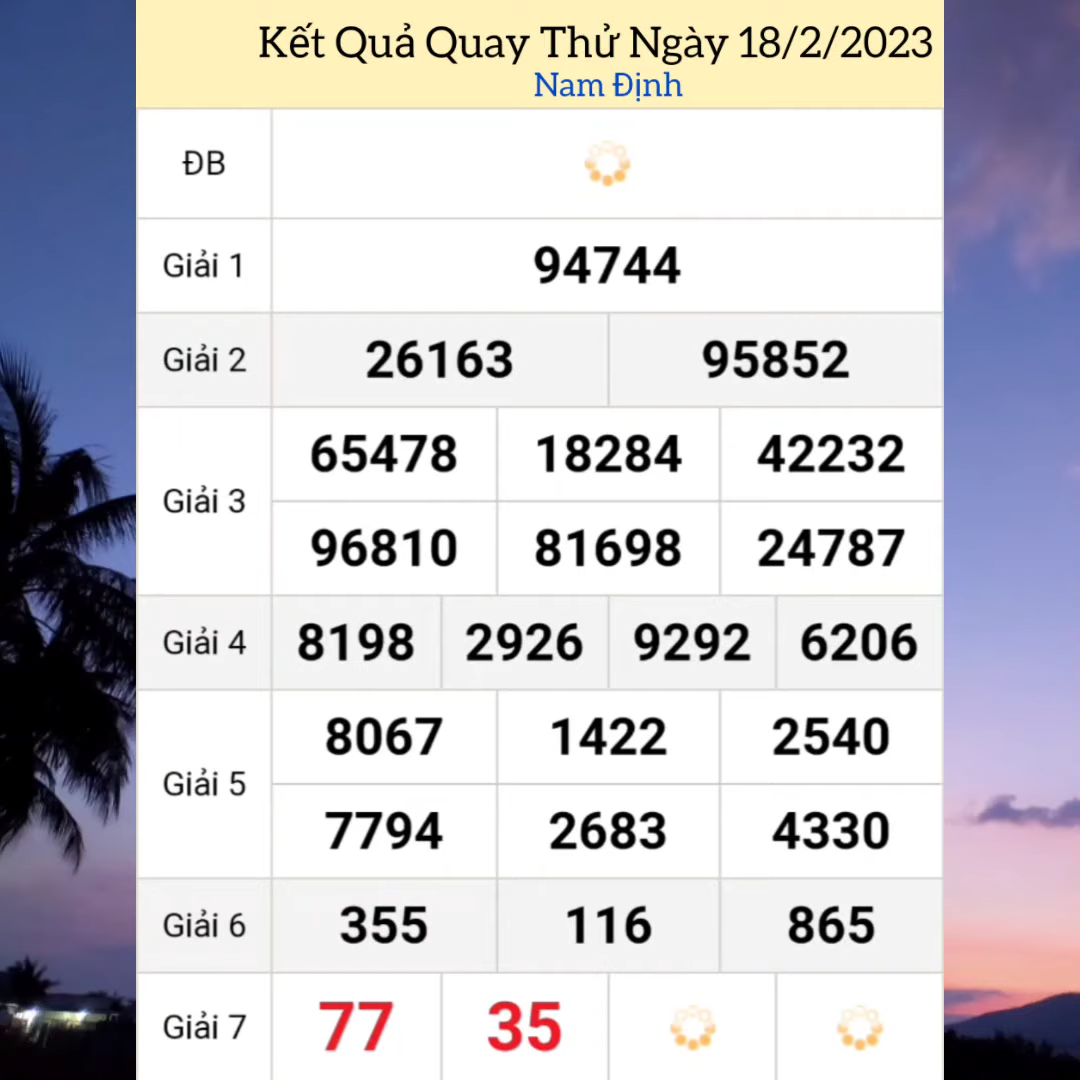 Kết Quả Quay Thử Ngày 18/2/2023
Nam Định
ĐB
Giải 1 94744
Giải 2 26163 95852
Giải 3 65478 18284 42232
96810 81698 24787
Giải 4 8198 2926 9292 6206
Giải 5 8067 1422 2540
7794 2683 4330
Giải 6 355 116 865
Giải 7 77 35